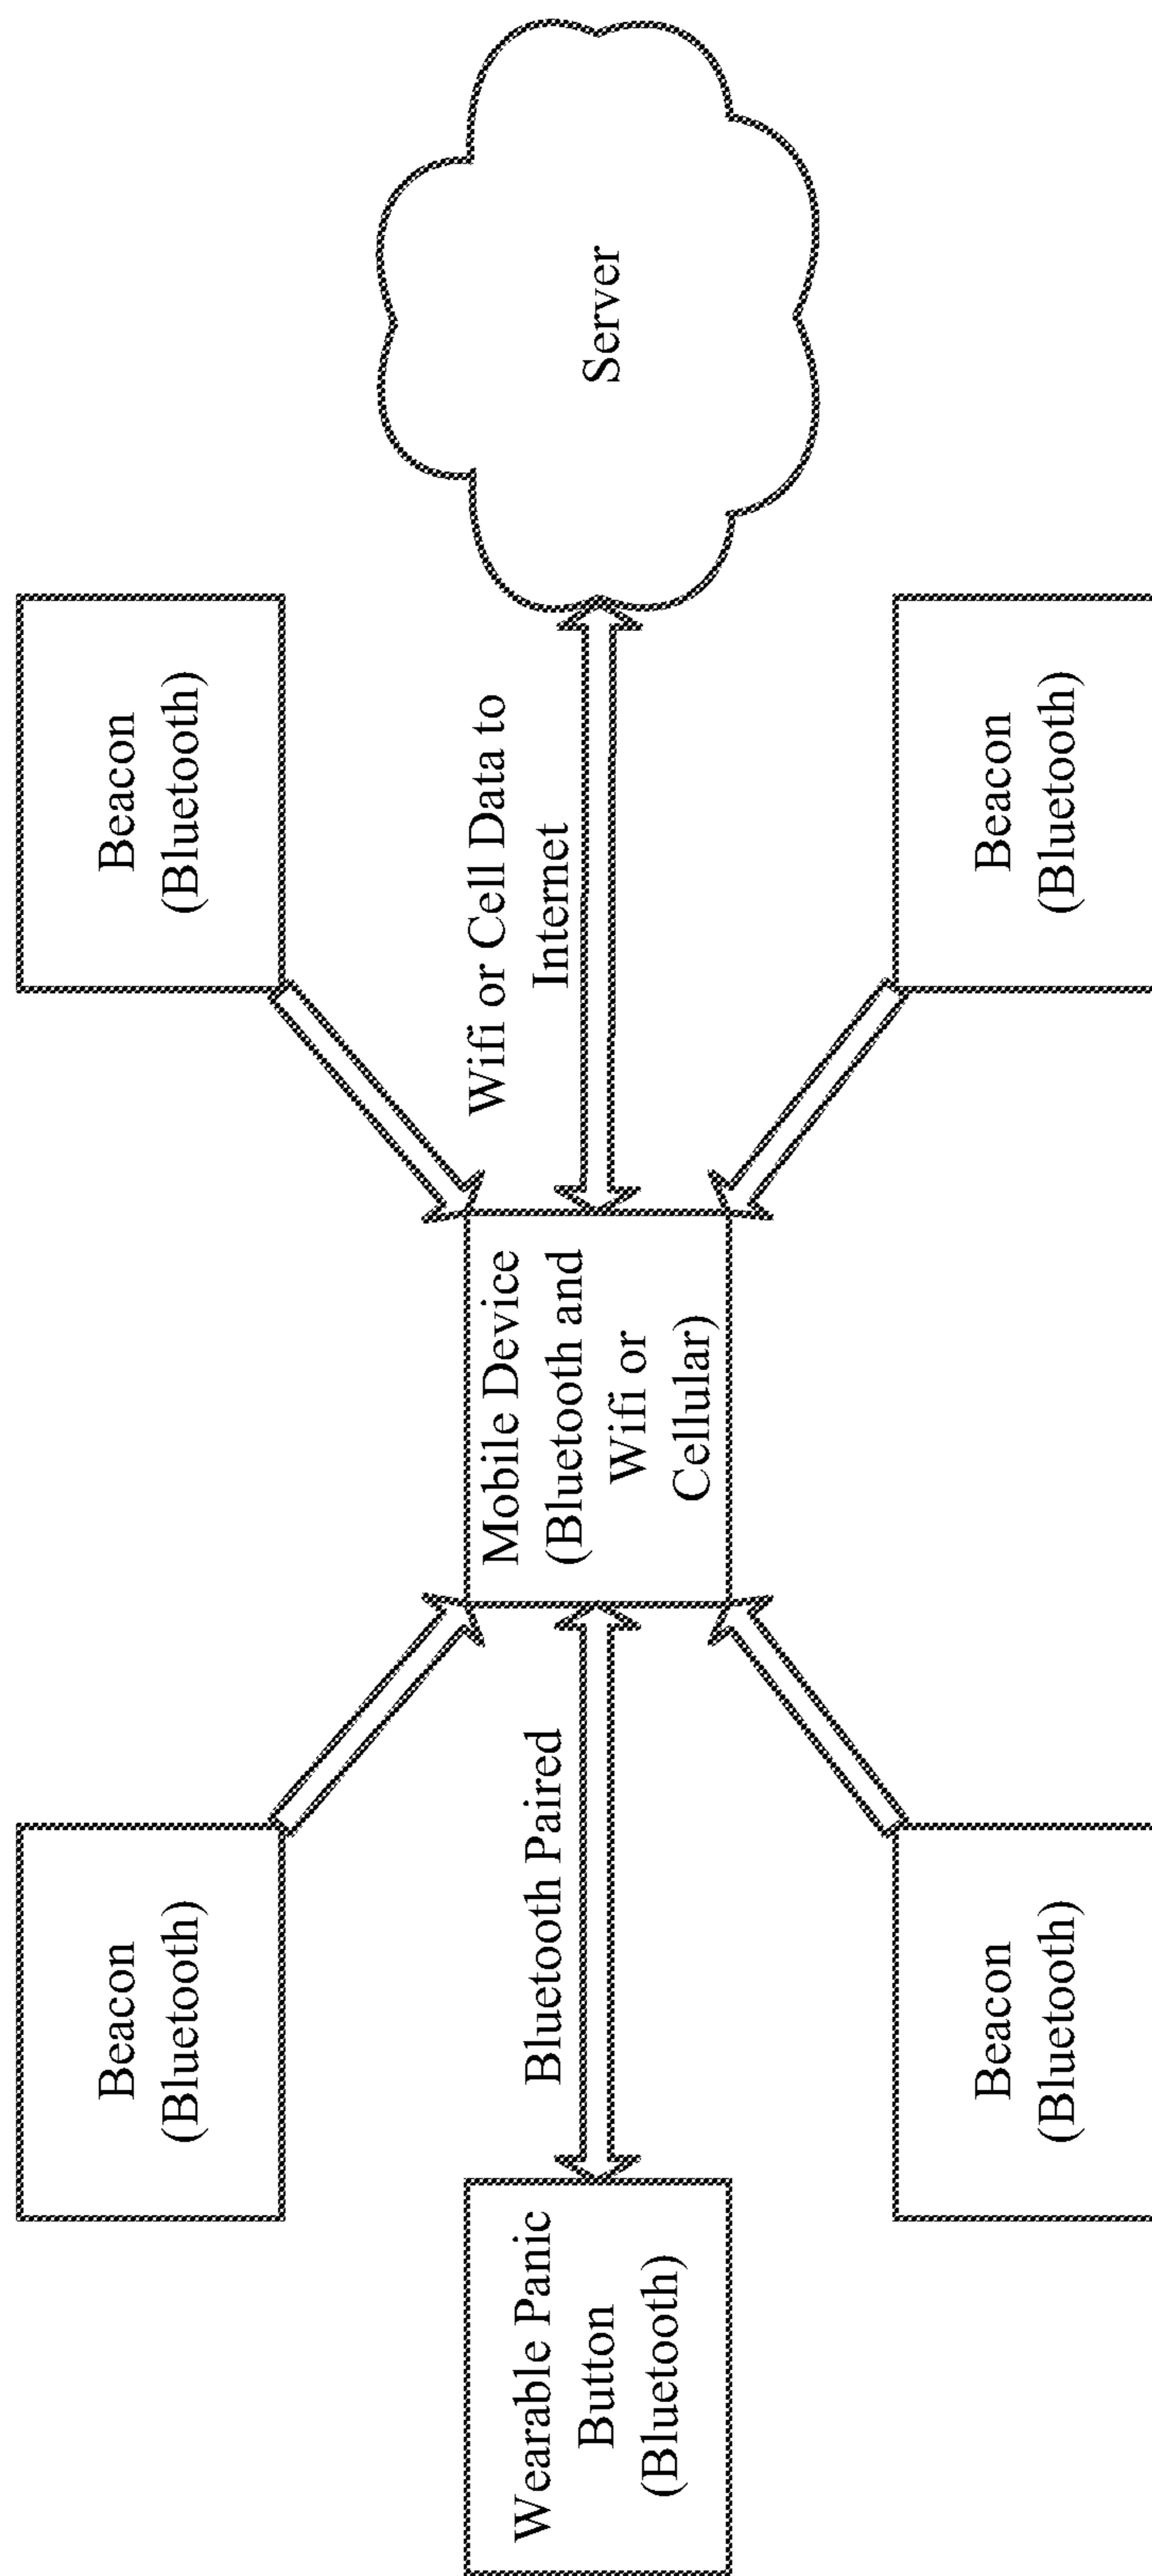 Beacon
(Bluetooth)
Beacon
(Bluetooth)
Wearable Panic
Button
(Bluetooth)
Bluetooth Paired
Mobile Device
(Bluetooth and
Wifi or
Cellular)
Wifi or Cell Data to
Internet
Server
Beacon
(Bluetooth)
Beacon
(Bluetooth)